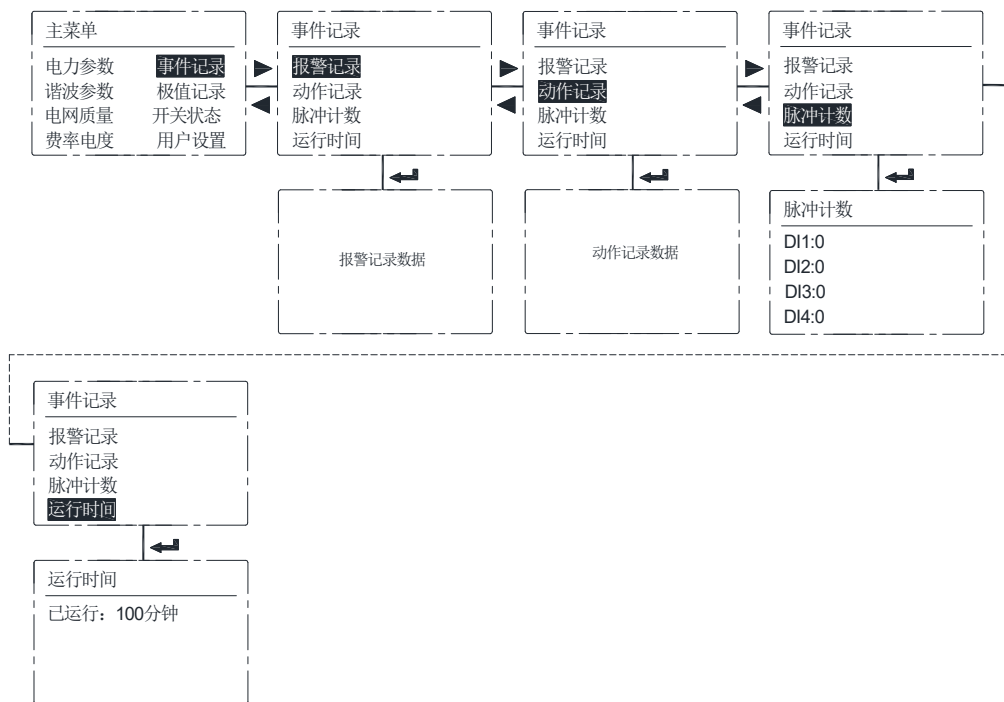 主菜单
电力参数 事件记录
谐波参数 极值记录
电网质量 开关状态
费率电度 用户设置
事件记录
报警记录
动作记录
脉冲计数
运行时间
事件记录
报警记录
动作记录
脉冲计数
运行时间
事件记录
报警记录
动作记录
脉冲计数
运行时间
报警记录数据
动作记录数据
脉冲计数
DI1:0
DI2:0
DI3:0
DI4:0
事件记录
报警记录
动作记录
脉冲计数
运行时间
运行时间
已运行：100分钟